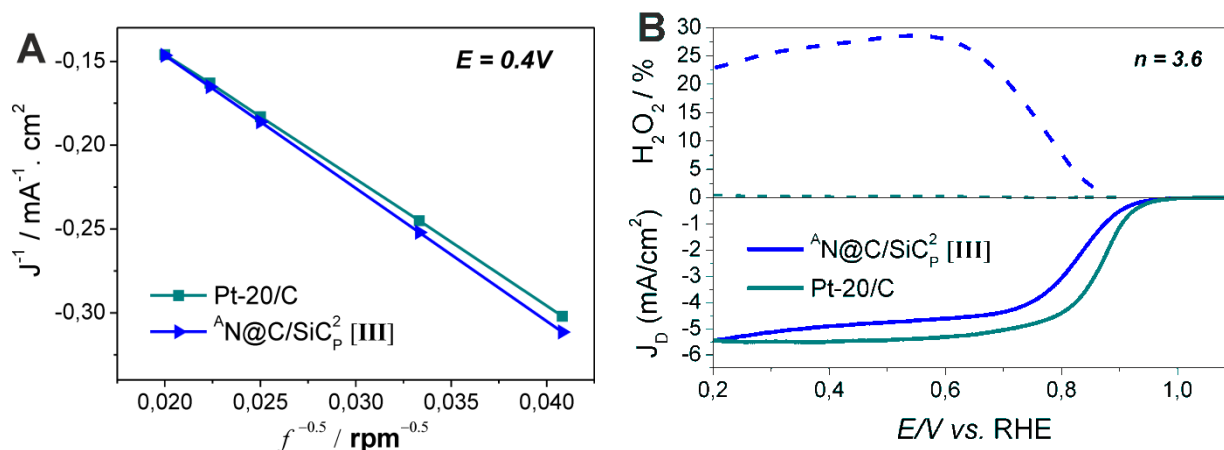 A
E = 0.4V
-0,15
-0,20
-0,25
-0,30
J⁻¹ / mA⁻¹ . cm²
Pt-20/C
ᴬN@C/SiC²ₚ [III]
0,020 0,025 0,030 0,035 0,040
f ⁻⁰·⁵ / rpm⁻⁰·⁵
B
n = 3.6
30
25
20
15
10
5
0
H₂O₂ / %
-1
-2
-3
-4
-5
-6
J_D (mA/cm²)
ᴬN@C/SiC²ₚ [III]
Pt-20/C
0,2 0,4 0,6 0,8 1,0
E/V vs. RHE